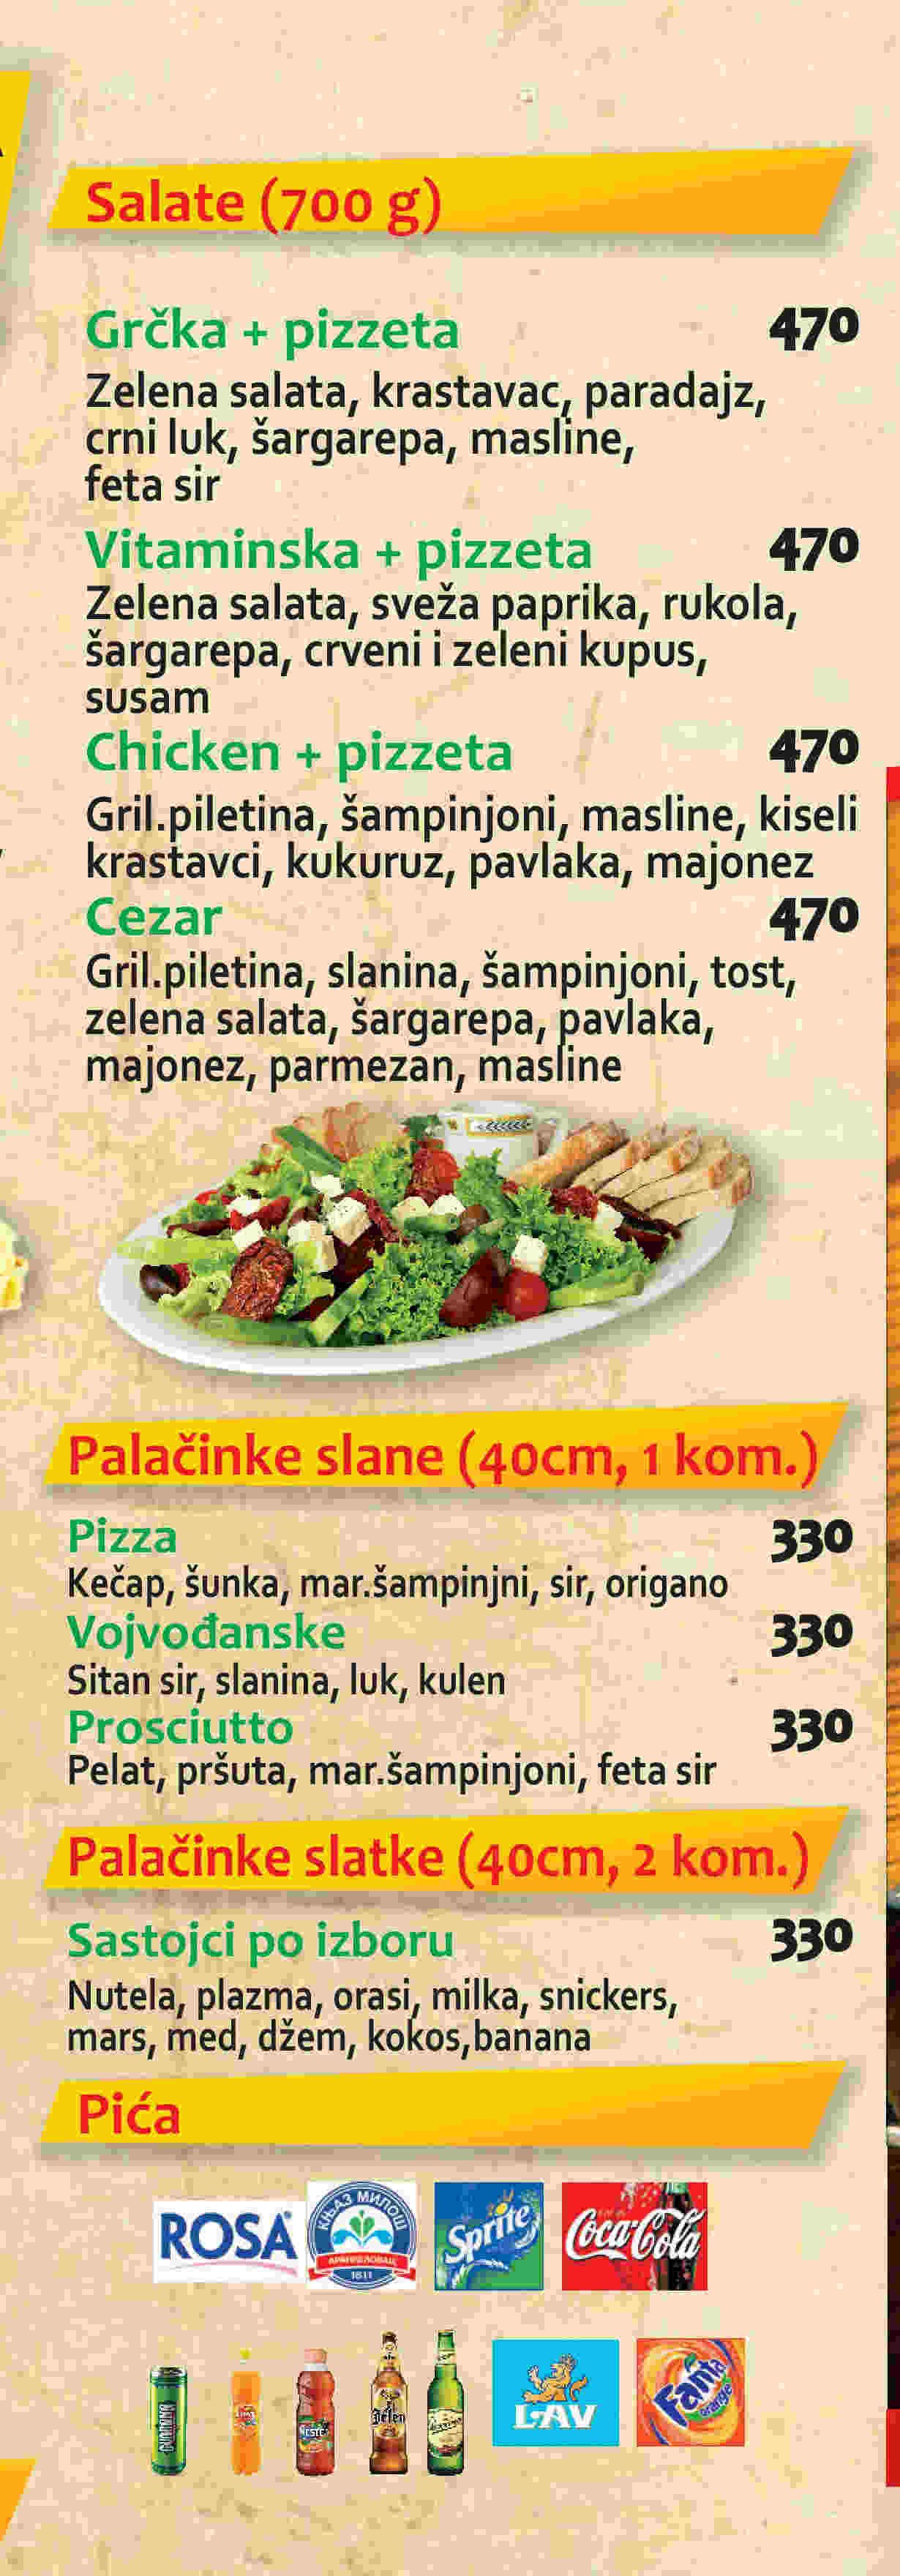 Salate (700 g)
Grčka + pizzeta 470
Zelena salata, krastavac, paradajz,
crni luk, šargarepa, masline,
feta sir
Vitaminska + pizzeta 470
Zelena salata, sveža paprika, rukola,
šargarepa, crveni i zeleni kupus,
susam
Chicken + pizzeta 470
Gril.piletina, šampinjoni, masline, kiseli
krastavci, kukuruz, pavlaka, majonez
Cezar 470
Gril.piletina, slanina, šampinjoni, tost,
zelena salata, šargarepa, pavlaka,
majonez, parmezan, masline
Palačinke slane (40cm, 1 kom.)
Pizza 330
Kečap, šunka, mar.šampinjni, sir, origano
Vojvođanske 330
Sitan sir, slanina, luk, kulen
Prosciutto 330
Pelat, pršuta, mar.šampinjoni, feta sir
Palačinke slatke (40cm, 2 kom.)
Sastojci po izboru 330
Nutela, plazma, orasi, milka, snickers,
mars, med, džem, kokos,banana
Pića
ROSA КЊАЗ МИЛОШ АРАНЂЕЛОВАЦ 1811 Sprite Coca-Cola
Jelen LAV Fanta orange